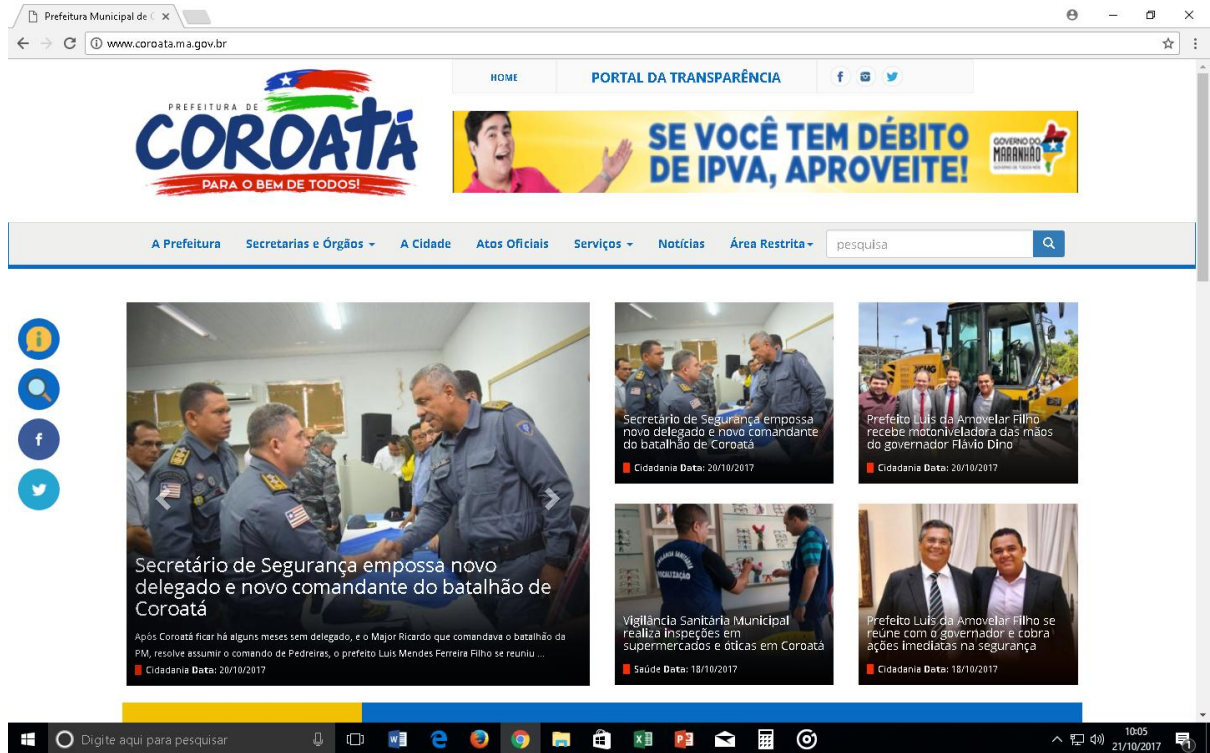 Prefeitura Municipal de C
www.coroata.ma.gov.br
HOME
PORTAL DA TRANSPARÊNCIA
PREFEITURA DE
COROATÁ
PARA O BEM DE TODOS!
SE VOCÊ TEM DÉBITO
DE IPVA, APROVEITE!
GOVERNO DO
MARANHÃO
A Prefeitura
Secretarias e Órgãos
A Cidade
Atos Oficiais
Serviços
Notícias
Área Restrita
pesquisa
Secretário de Segurança empossa novo
delegado e novo comandante do batalhão de
Coroatá
Após Coroatá ficar há alguns meses sem delegado, e o Major Ricardo que comandava o batalhão da
PM, resolve assumir o comando de Pedreiras, o prefeito Luis Mendes Ferreira Filho se reuniu ...
Cidadania Data: 20/10/2017
Secretário de Segurança empossa
novo delegado e novo comandante
do batalhão de Coroatá
Cidadania Data: 20/10/2017
Prefeito Luis da Amovelar Filho
recebe motoniveladora das mãos
do governador Flávio Dino
Cidadania Data: 20/10/2017
VIGILÂNCIA SANITÁRIA
FISCALIZAÇÃO
Vigilância Sanitária Municipal
realiza inspeções em
supermercados e óticas em Coroatá
Saúde Data: 18/10/2017
Prefeito Luis da Amovelar Filho se
reúne com o governador e cobra
ações imediatas na segurança
Cidadania Data: 18/10/2017
Digite aqui para pesquisar
10:05
21/10/2017